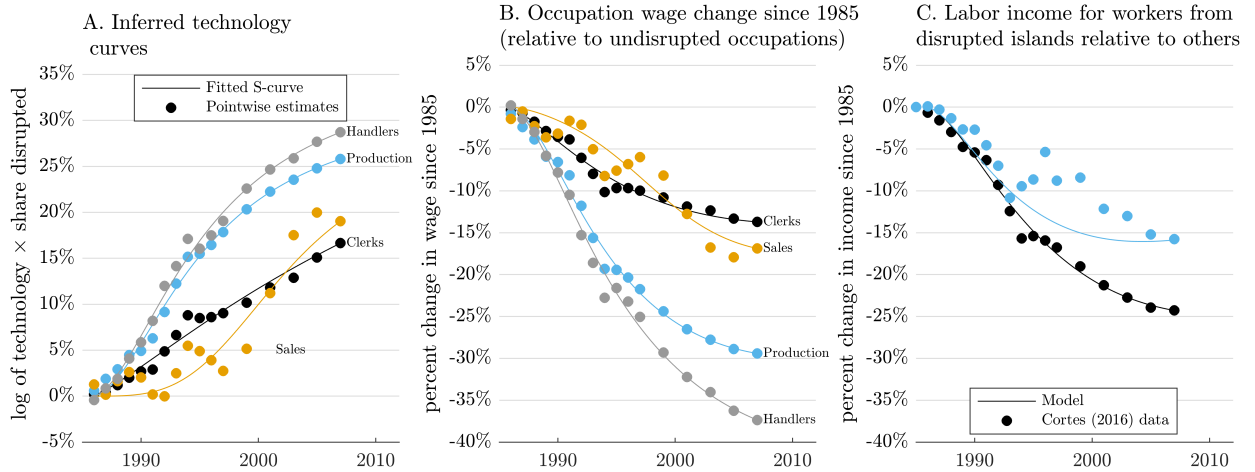 A. Inferred technology
curves
log of technology × share disrupted
35%
30%
25%
20%
15%
10%
5%
0%
-5%
Fitted S-curve
Pointwise estimates
Handlers
Production
Clerks
Sales
1990
2000
2010
B. Occupation wage change since 1985
(relative to undisrupted occupations)
percent change in wage since 1985
5%
0%
-5%
-10%
-15%
-20%
-25%
-30%
-35%
-40%
Clerks
Sales
Production
Handlers
1990
2000
2010
C. Labor income for workers from
disrupted islands relative to others
percent change in income since 1985
5%
0%
-5%
-10%
-15%
-20%
-25%
-30%
-35%
-40%
Model
Cortes (2016) data
1990
2000
2010